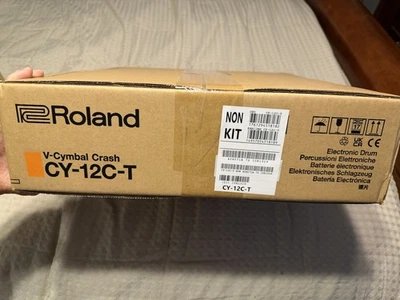 Roland
V-Cymbal Crash
CY-12C-T
NON
KIT
CY-12C-T
Electronic Drum
Percussioni Elettroniche
Batterie électronique
Elektronisches Schlagzeug
Batería Electrónica